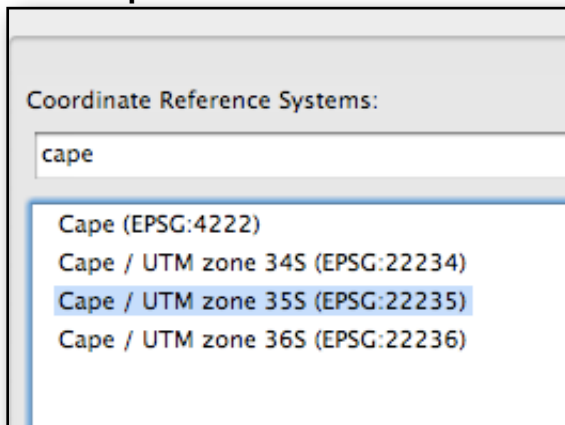 Coordinate Reference Systems:
cape
Cape (EPSG:4222)
Cape / UTM zone 34S (EPSG:22234)
Cape / UTM zone 35S (EPSG:22235)
Cape / UTM zone 36S (EPSG:22236)